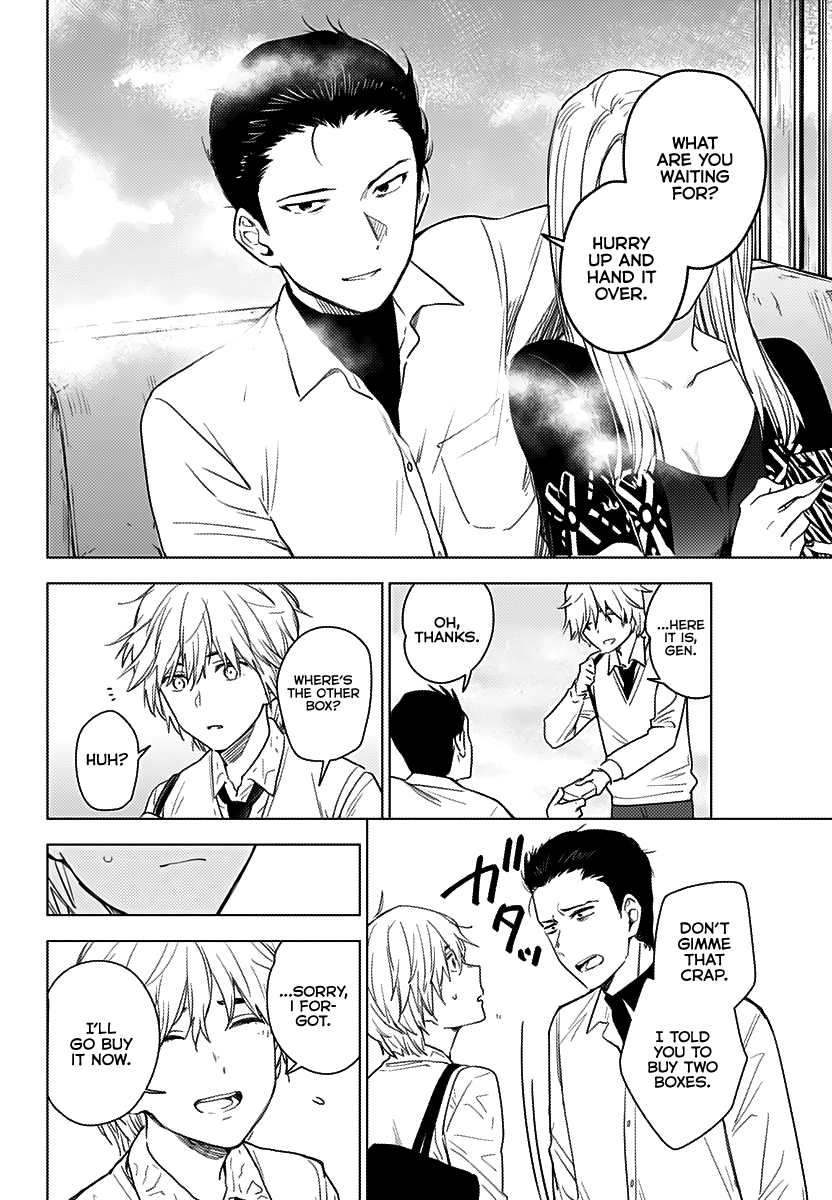 WHAT
ARE YOU
WAITING
FOR?
HURRY
UP AND
HAND IT
OVER.
...HERE
IT IS,
GEN.
OH,
THANKS.
WHERE'S
THE OTHER
BOX?
HUH?
ガタッ
DON'T
GIMME
THAT
CRAP.
I TOLD
YOU TO
BUY TWO
BOXES.
...SORRY,
I FOR-
GOT.
I'LL
GO BUY
IT NOW.